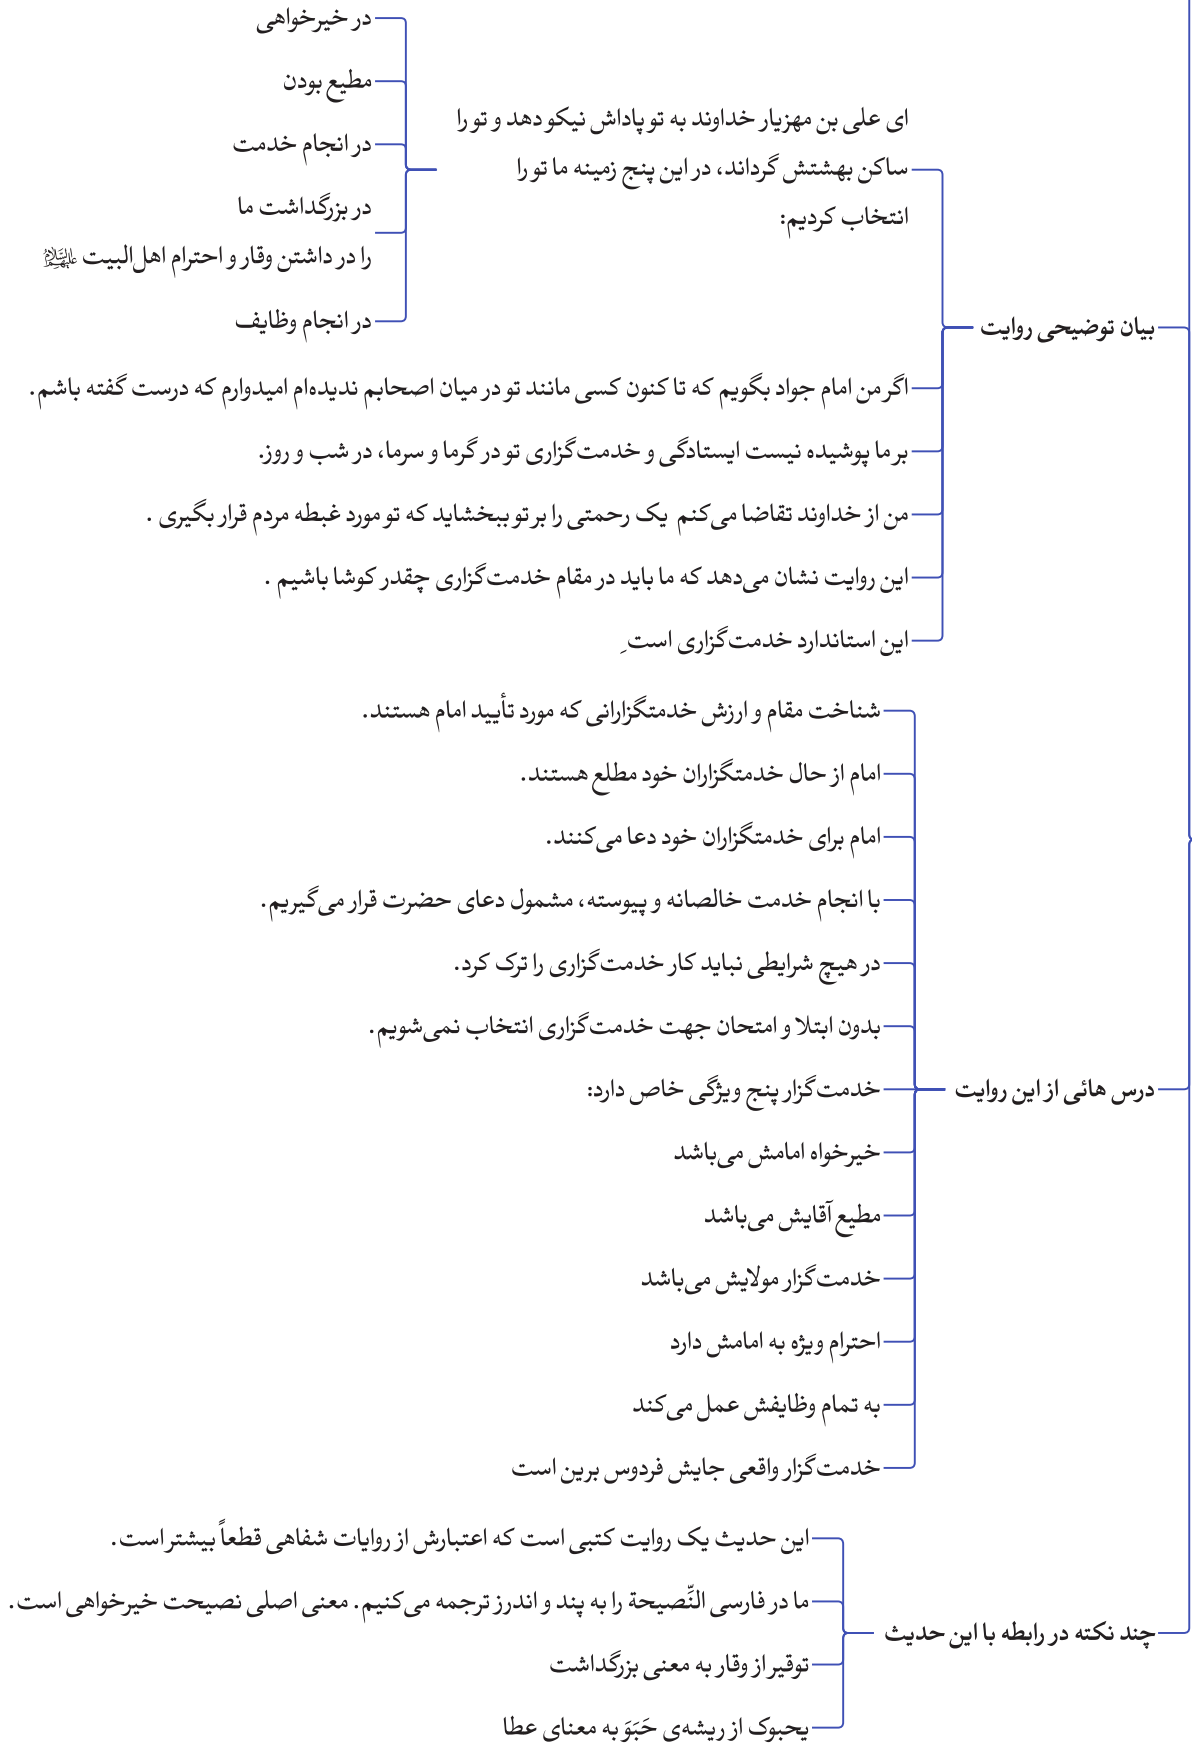 بیان توضیحی روایت
ای علی بن مهزیار خداوند به تو پاداش نیکو دهد و تو را
ساکن بهشتش گرداند، در این پنج زمینه ما تو را
انتخاب کردیم:
در خیرخواهی
مطیع بودن
در انجام خدمت
در بزرگداشت ما
را در داشتن وقار و احترام اهل‌البیت علیهم‌السلام
در انجام وظایف
اگر من امام جواد بگویم که تا کنون کسی مانند تو در میان اصحابم ندیده‌ام امیدوارم که درست گفته باشم.
بر ما پوشیده نیست ایستادگی و خدمت‌گزاری تو در گرما و سرما، در شب و روز.
من از خداوند تقاضا می‌کنم یک رحمتی را بر تو ببخشاید که تو مورد غبطه مردم قرار بگیری .
این روایت نشان می‌دهد که ما باید در مقام خدمت‌گزاری چقدر کوشا باشیم .
این استاندارد خدمت‌گزاری است ِ
درس هائی از این روایت
شناخت مقام و ارزش خدمتگزارانی که مورد تأیید امام هستند.
امام از حال خدمتگزاران خود مطلع هستند.
امام برای خدمتگزاران خود دعا می‌کنند.
با انجام خدمت خالصانه و پیوسته، مشمول دعای حضرت قرار می‌گیریم.
در هیچ شرایطی نباید کار خدمت‌گزاری را ترک کرد.
بدون ابتلا و امتحان جهت خدمت‌گزاری انتخاب نمی‌شویم.
خدمت‌گزار پنج ویژگی خاص دارد:
خیرخواه امامش می‌باشد
مطیع آقایش می‌باشد
خدمت‌گزار مولایش می‌باشد
احترام ویژه به امامش دارد
به تمام وظایفش عمل می‌کند
خدمت‌گزار واقعی جایش فردوس برین است
چند نکته در رابطه با این حدیث
این حدیث یک روایت کتبی است که اعتبارش از روایات شفاهی قطعاً بیشتر است.
ما در فارسی النِّصیحة را به پند و اندرز ترجمه می‌کنیم. معنی اصلی نصیحت خیرخواهی است.
توقیر از وقار به معنی بزرگداشت
یحبوک از ریشه‌ی حَبَوَ به معنای عطا